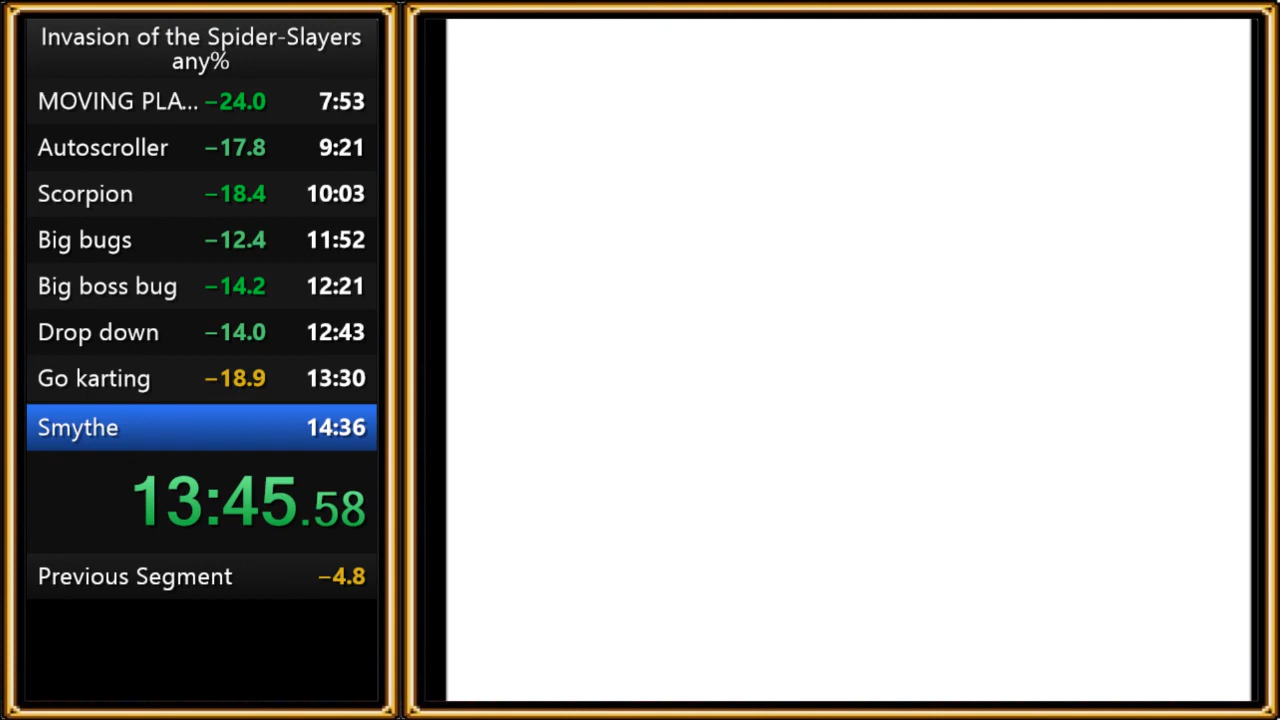 Invasion of the Spider-Slayers
any%
MOVING PLA... −24.0 7:53
Autoscroller −17.8 9:21
Scorpion −18.4 10:03
Big bugs −12.4 11:52
Big boss bug −14.2 12:21
Drop down −14.0 12:43
Go karting −18.9 13:30
Smythe 14:36
13:45.58
Previous Segment −4.8